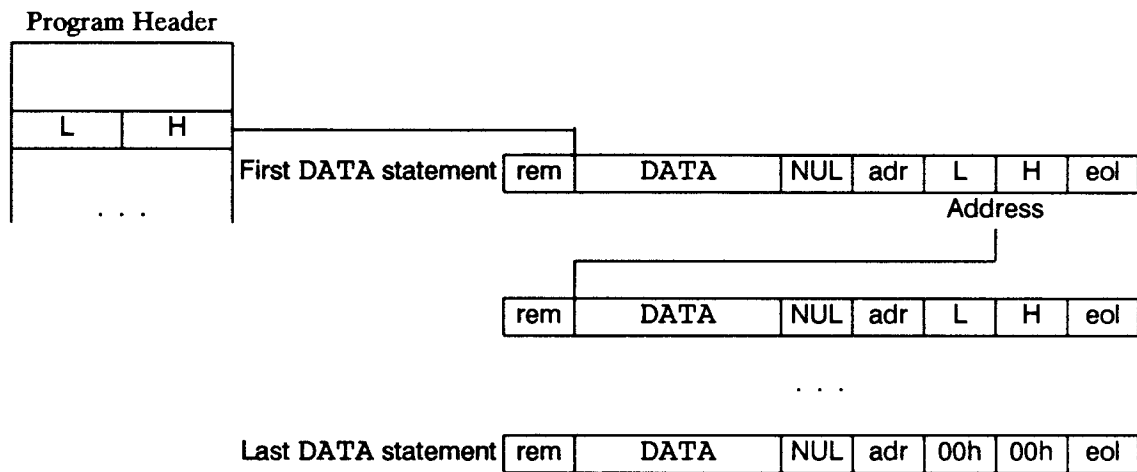 Program Header
L H
First DATA statement rem DATA NUL adr L H eol
. . .
Address
rem DATA NUL adr L H eol
. . .
Last DATA statement rem DATA NUL adr 00h 00h eol